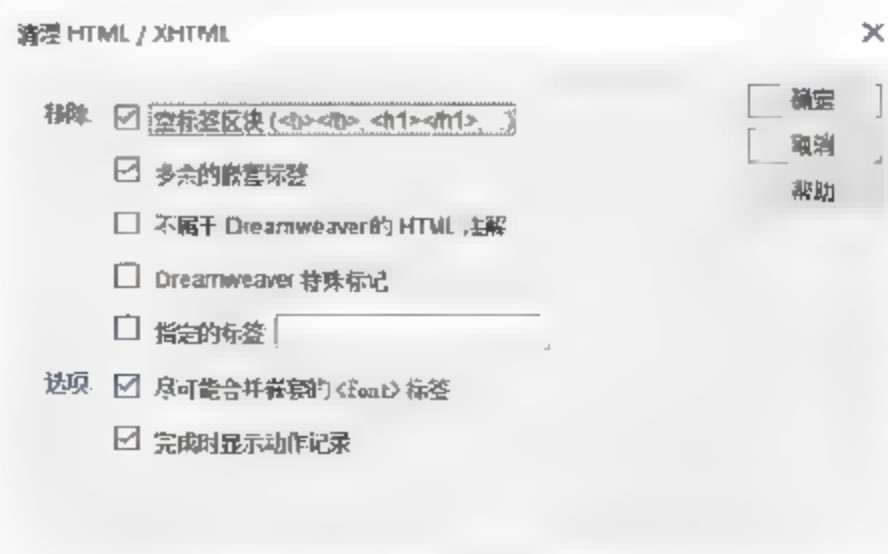 清理 HTML / XHTML
移除 空标签区块 (<b></b>, <h1></h1>, ...)
多余的嵌套标签
不属于 Dreamweaver 的 HTML 注解
Dreamweaver 特殊标记
指定的标签
选项 尽可能合并嵌套的 <font> 标签
完成时显示动作记录
确定
取消
帮助